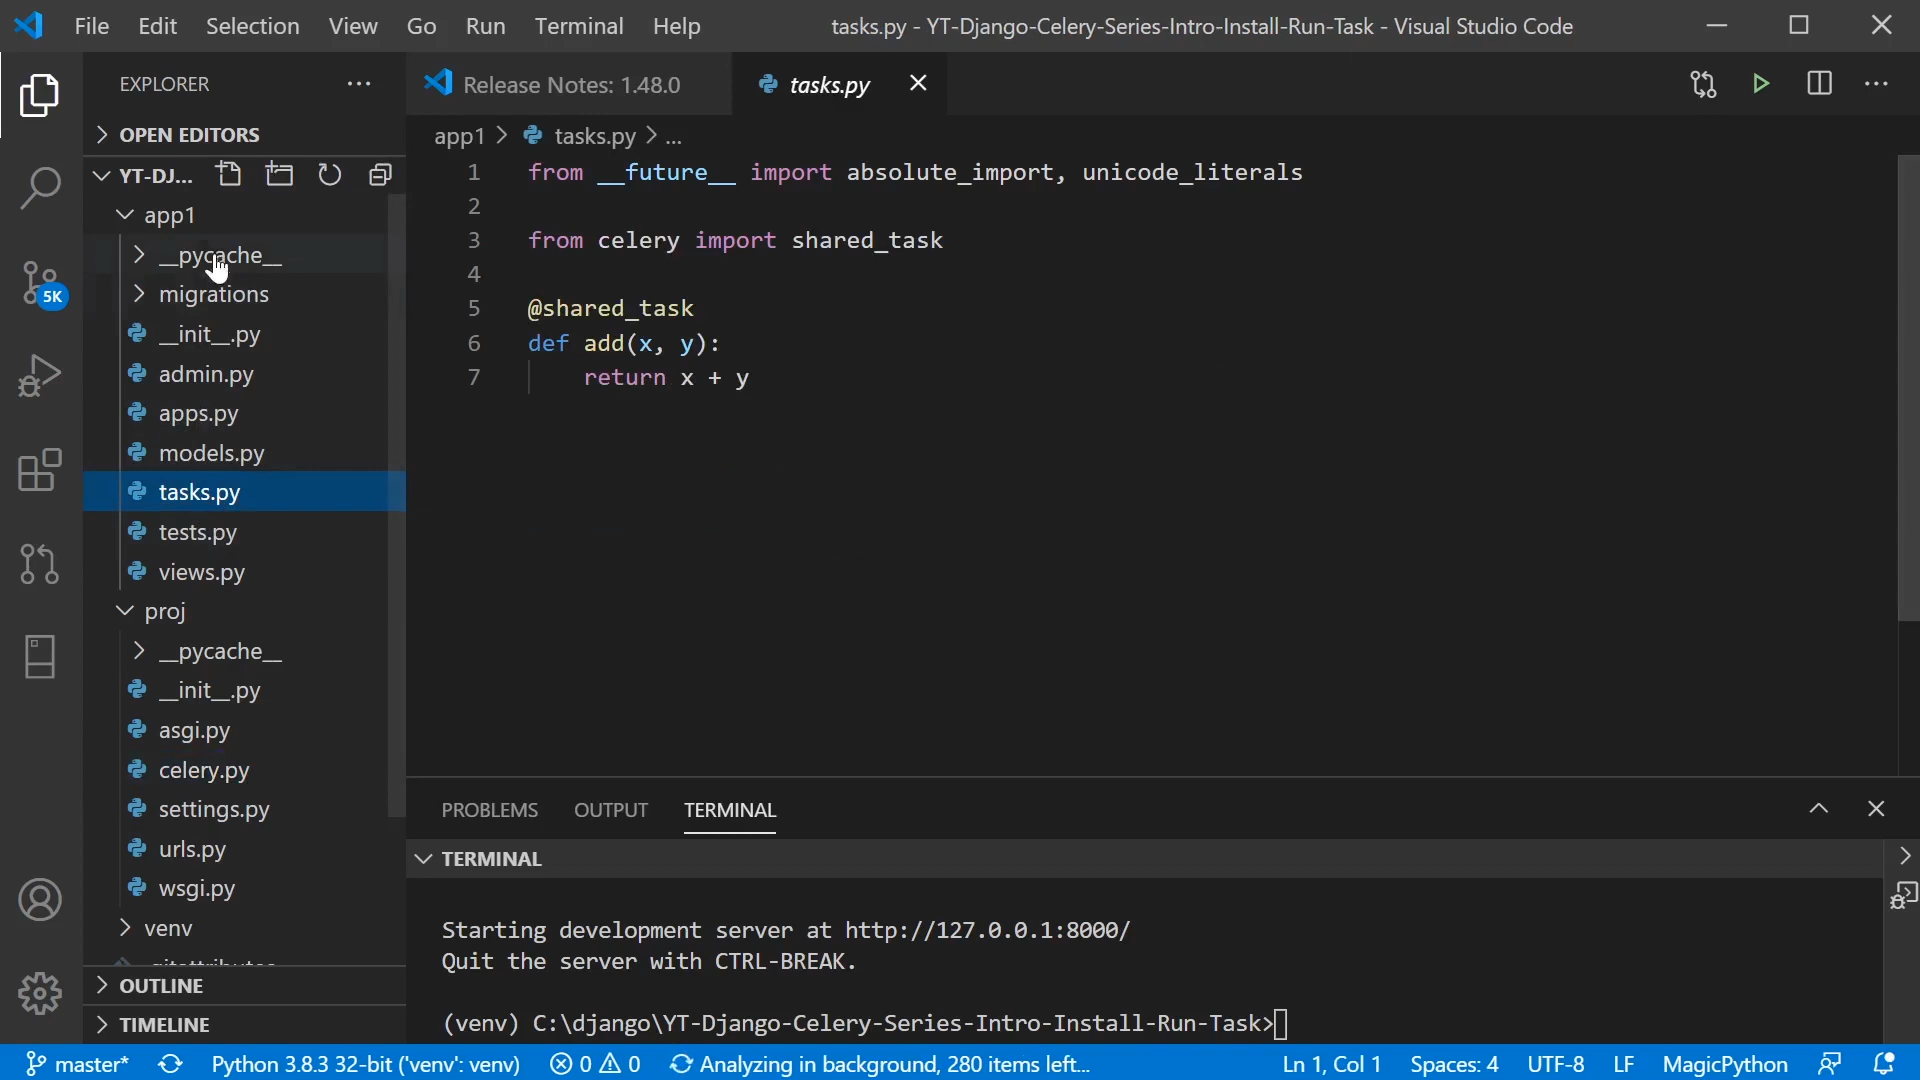 File Edit Selection View Go Run Terminal Help tasks.py - YT-Django-Celery-Series-Intro-Install-Run-Task - Visual Studio Code
EXPLORER
OPEN EDITORS
YT-DJ...
app1
__pycache__
migrations
__init__.py
admin.py
apps.py
models.py
tasks.py
tests.py
views.py
proj
__pycache__
__init__.py
asgi.py
celery.py
settings.py
urls.py
wsgi.py
venv
.gitattributes
OUTLINE
TIMELINE
5K
Release Notes: 1.48.0 tasks.py
app1 > tasks.py > ...
1 from __future__ import absolute_import, unicode_literals
2
3 from celery import shared_task
4
5 @shared_task
6 def add(x, y):
7 return x + y
PROBLEMS OUTPUT TERMINAL
TERMINAL
Starting development server at http://127.0.0.1:8000/
Quit the server with CTRL-BREAK.
(venv) C:\django\YT-Django-Celery-Series-Intro-Install-Run-Task>
master* Python 3.8.3 32-bit ('venv': venv) 0 0 Analyzing in background, 280 items left... Ln 1, Col 1 Spaces: 4 UTF-8 LF MagicPython